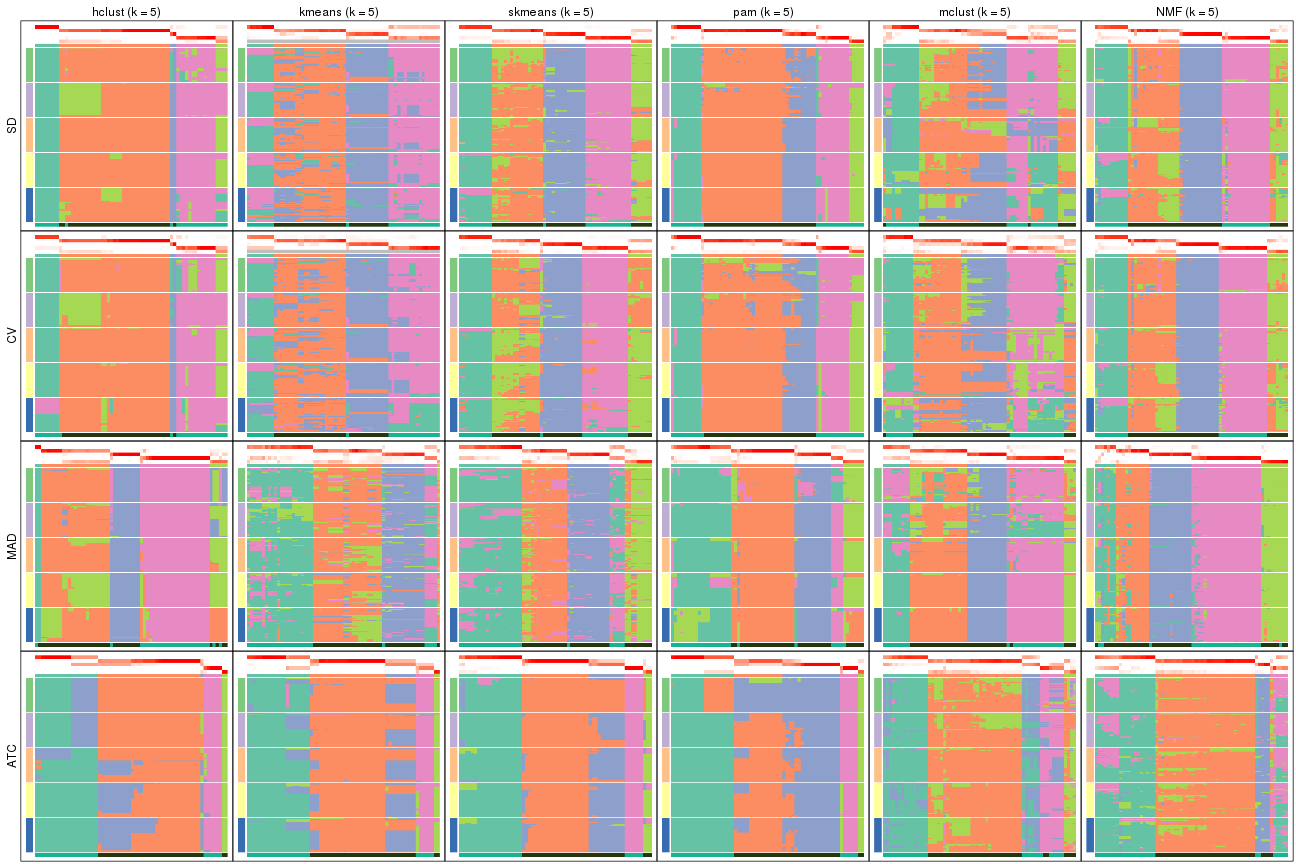 hclust (k = 5) kmeans (k = 5) skmeans (k = 5) pam (k = 5) mclust (k = 5) NMF (k = 5)
SD
CV
MAD
ATC